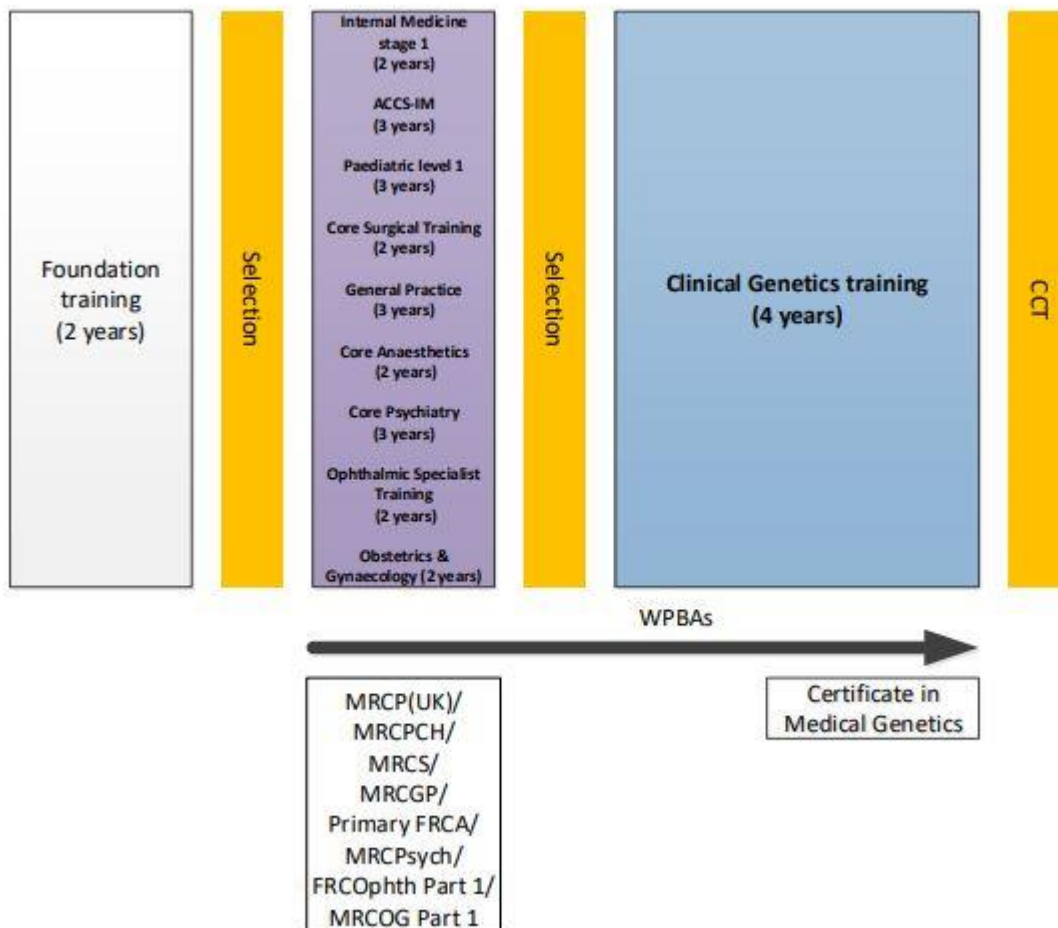 Foundation
training
(2 years)
Selection
Internal Medicine
stage 1
(2 years)
ACCS-IM
(3 years)
Paediatric level 1
(3 years)
Core Surgical Training
(2 years)
General Practice
(3 years)
Core Anaesthetics
(2 years)
Core Psychiatry
(3 years)
Ophthalmic Specialist
Training
(2 years)
Obstetrics &
Gynaecology (2 years)
Selection
Clinical Genetics training
(4 years)
CCT
WPBAs
MRCP(UK)/
MRCPCH/
MRCS/
MRCGP/
Primary FRCA/
MRCPsych/
FRCOphth Part 1/
MRCOG Part 1
Certificate in
Medical Genetics